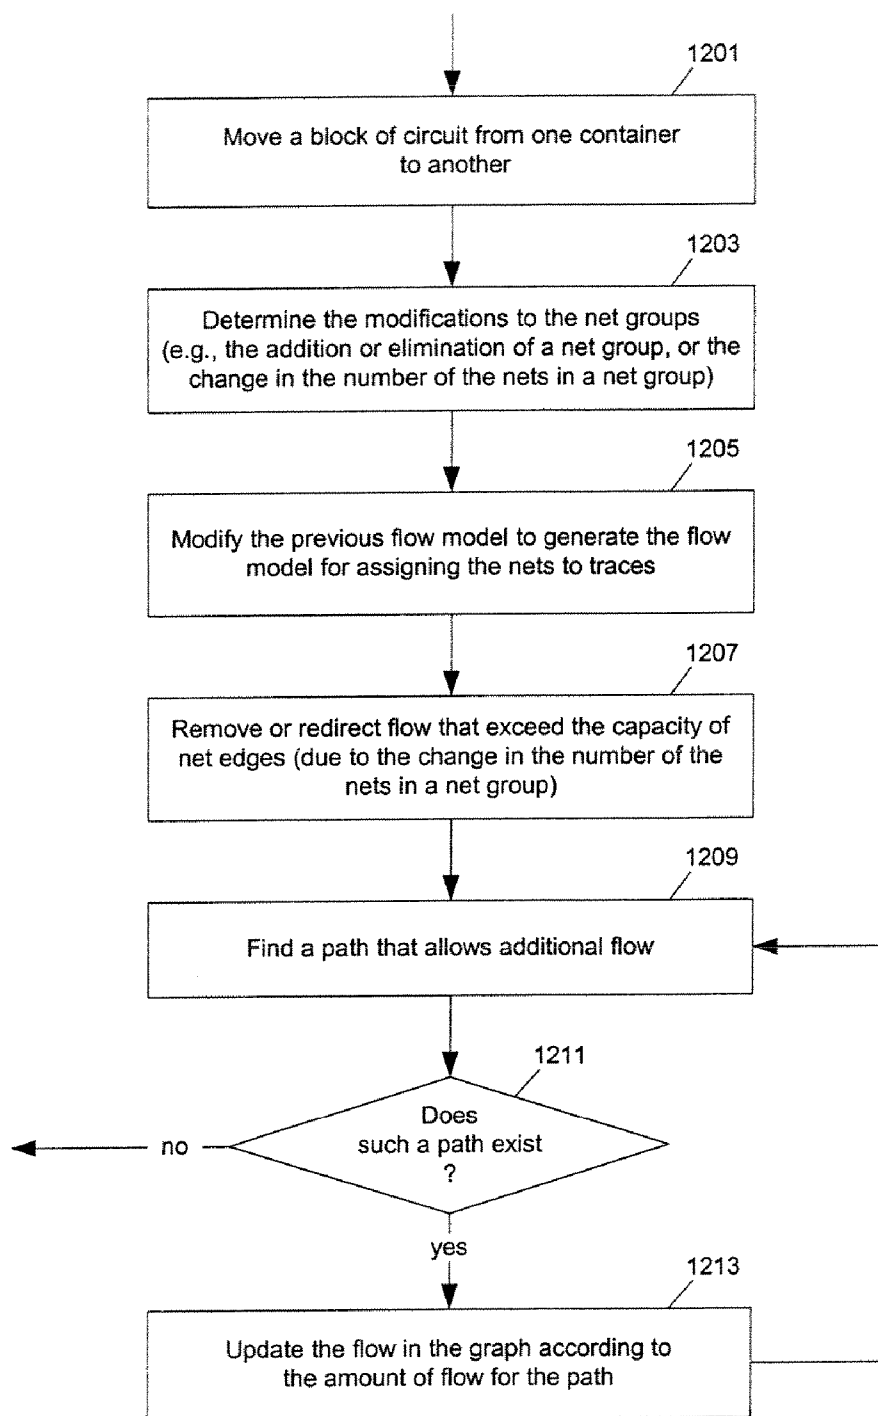 1201
Move a block of circuit from one container
to another
1203
Determine the modifications to the net groups
(e.g., the addition or elimination of a net group, or the
change in the number of the nets in a net group)
1205
Modify the previous flow model to generate the flow
model for assigning the nets to traces
1207
Remove or redirect flow that exceed the capacity of
net edges (due to the change in the number of the
nets in a net group)
1209
Find a path that allows additional flow
1211
Does
such a path exist
?
no
yes
1213
Update the flow in the graph according to
the amount of flow for the path